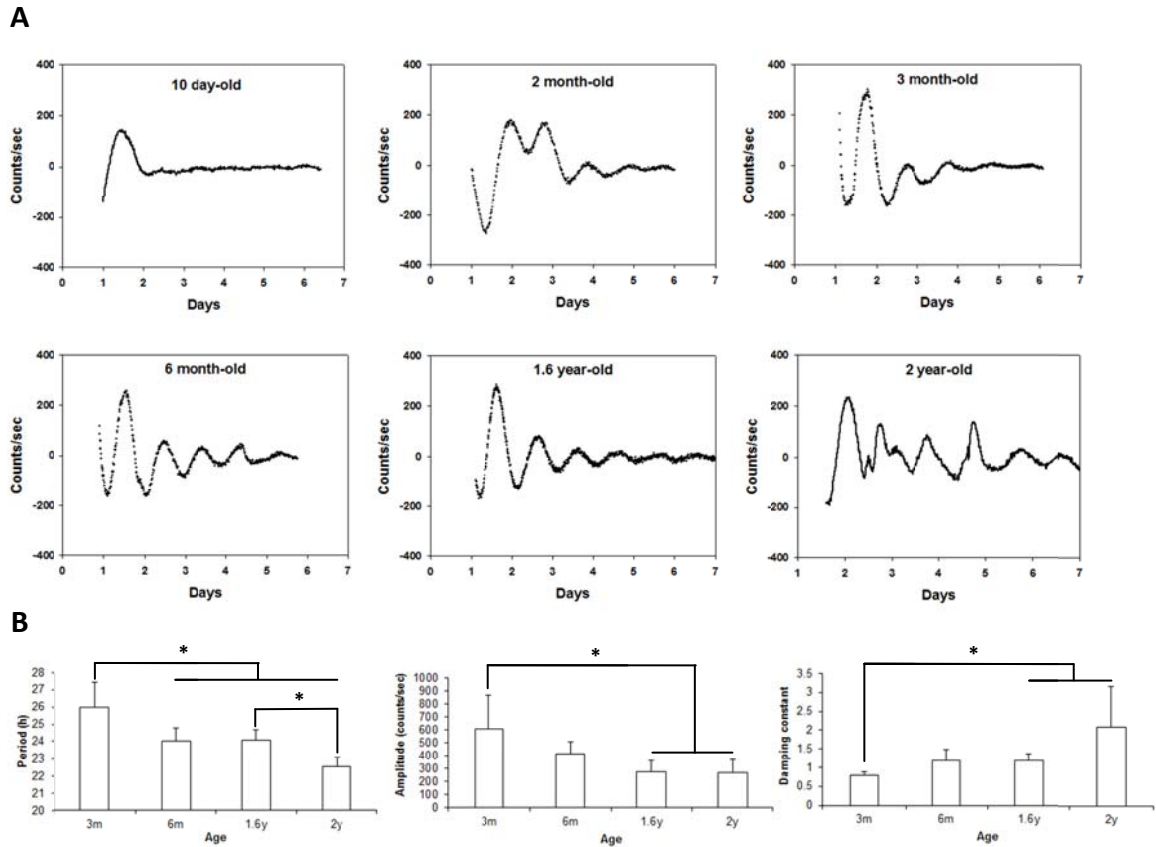 A
10 day-old
Counts/sec
400
200
0
-200
-400
0 1 2 3 4 5 6 7
Days
2 month-old
Counts/sec
400
200
0
-200
-400
0 1 2 3 4 5 6 7
Days
3 month-old
Counts/sec
400
200
0
-200
-400
0 1 2 3 4 5 6 7
Days
6 month-old
Counts/sec
400
200
0
-200
-400
0 1 2 3 4 5 6 7
Days
1.6 year-old
Counts/sec
400
200
0
-200
-400
0 1 2 3 4 5 6 7
Days
2 year-old
Counts/sec
400
200
0
-200
-400
1 2 3 4 5 6 7
Days
B
*
*
Period (h)
28
27
26
25
24
23
22
21
20
3m 6m 1.6y 2y
Age
*
Amplitude (counts/sec)
1000
900
800
700
600
500
400
300
200
100
0
3m 6m 1.6y 2y
Age
*
Damping constant
3.5
3
2.5
2
1.5
1
0.5
0
3m 6m 1.6y 2y
Age